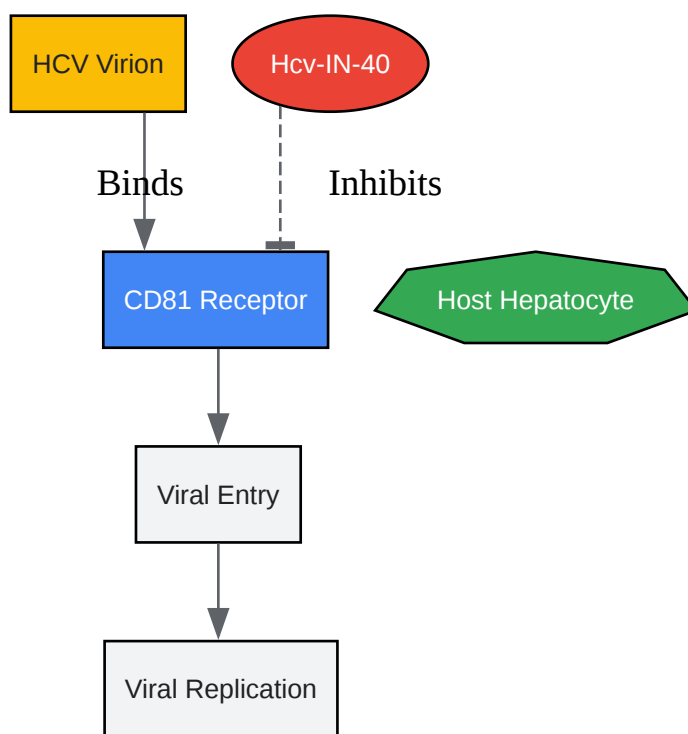 HCV Virion
Hcv-IN-40
Binds
Inhibits
CD81 Receptor
Host Hepatocyte
Viral Entry
Viral Replication